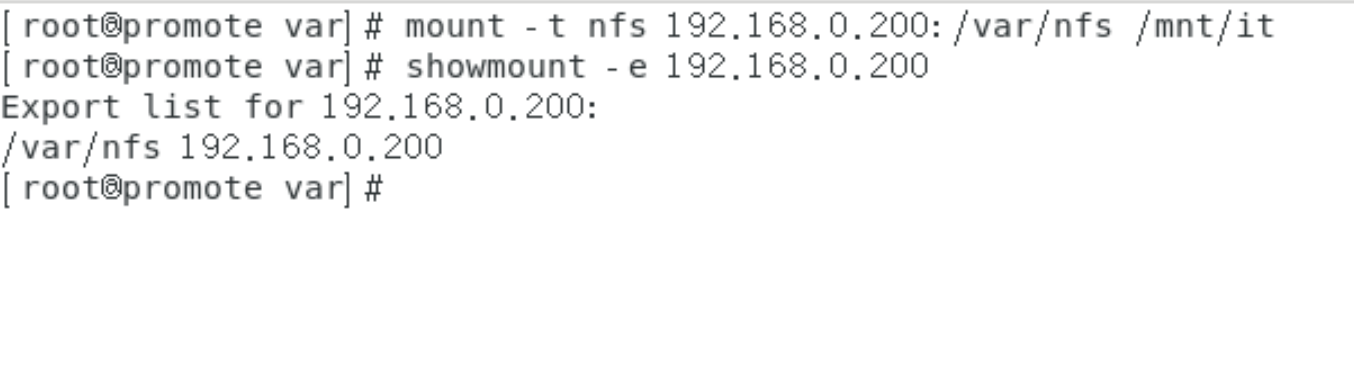 [root@promote var]# mount -t nfs 192.168.0.200:/var/nfs /mnt/it
[root@promote var]# showmount -e 192.168.0.200
Export list for 192.168.0.200:
/var/nfs 192.168.0.200
[root@promote var]#